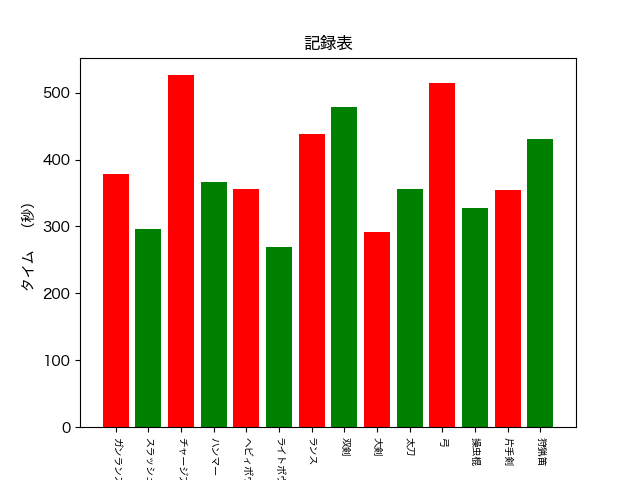 記録表
タイム (秒)
500
400
300
200
100
0
ガンランス
スラッシュ
チャージ
ハンマー
ヘビィボウ
ライトボウ
ランス
双剣
大剣
太刀
弓
操虫棍
片手剣
狩猟笛